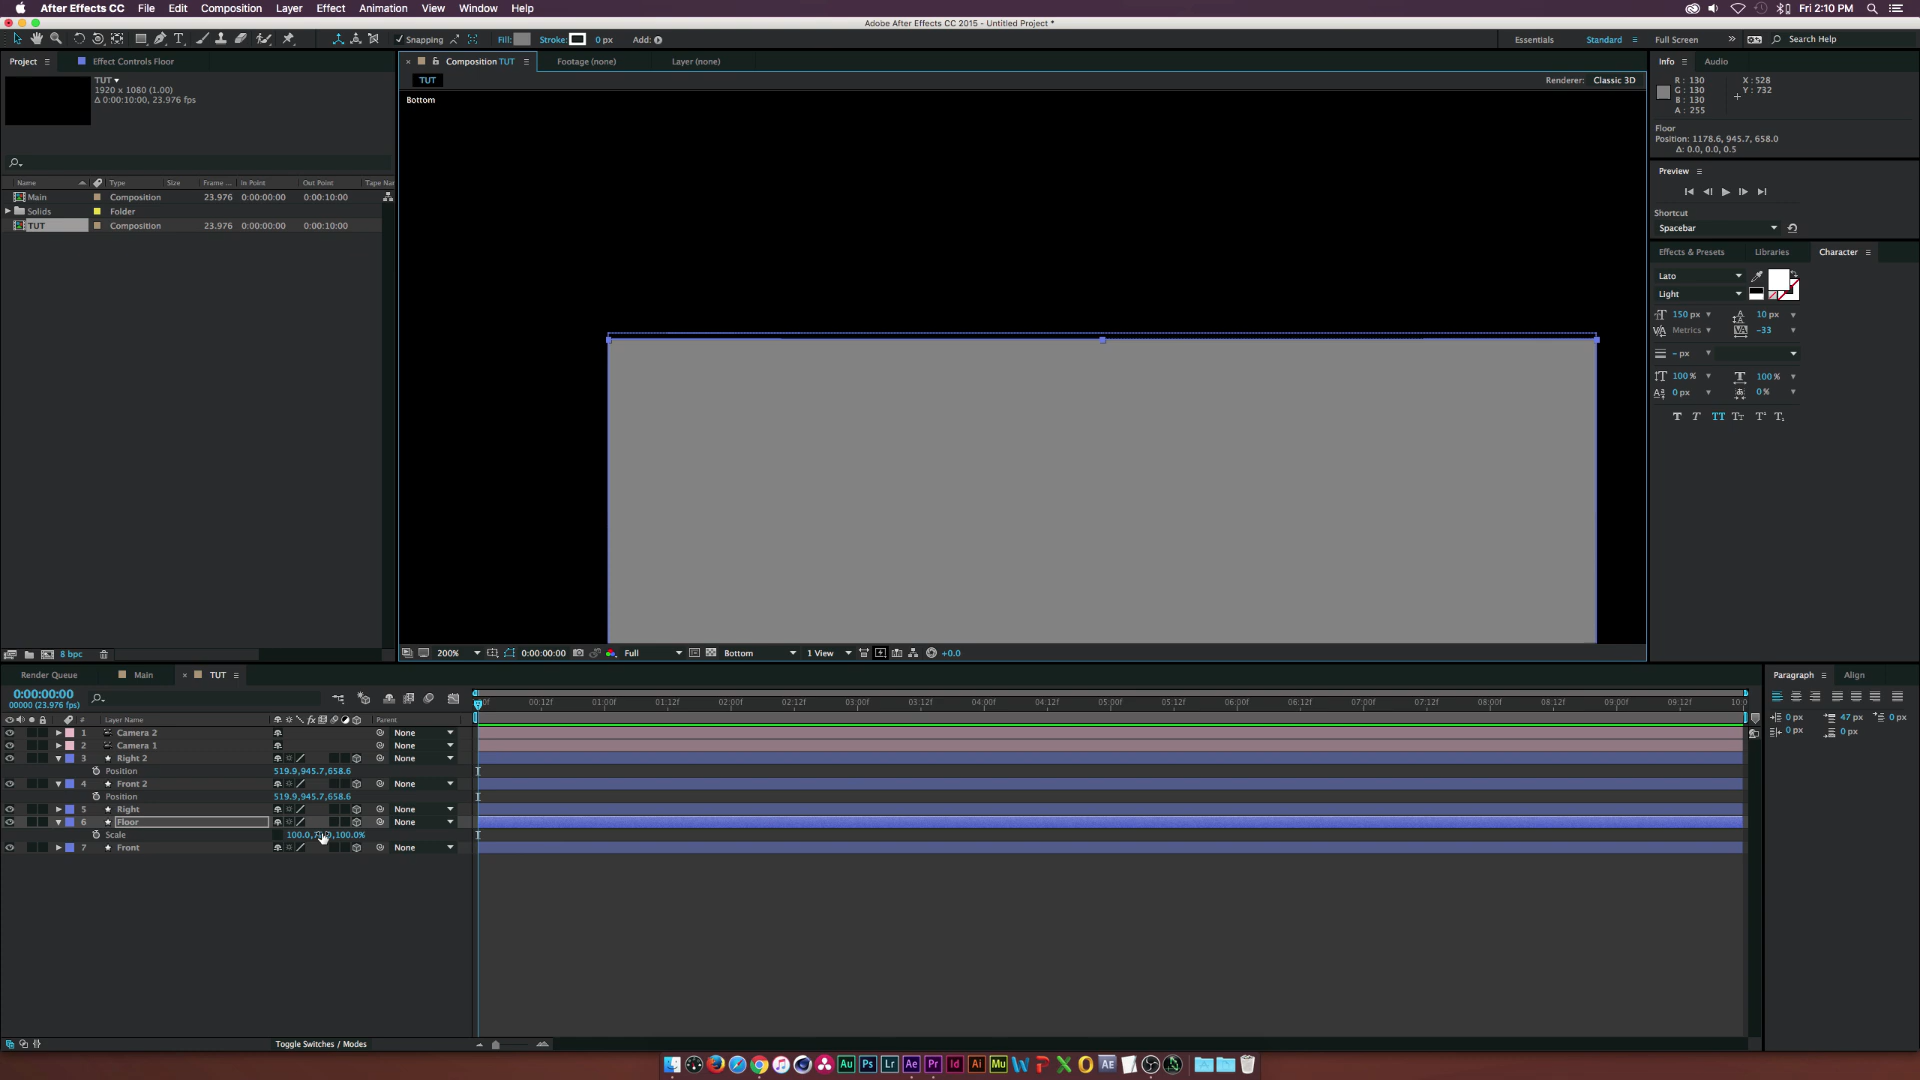 After Effects CC File Edit Composition Layer Effect Animation View Window Help Fri 2:10 PM
Adobe After Effects CC 2015 - Untitled Project *
Snapping Fill: Stroke: 0 px Add: Essentials Standard Full Screen Search Help
Project Effect Controls Floor
TUT
1920 x 1080 (1.00)
Δ 0:00:10:00, 23.976 fps
Name Type Size Frame ... In Point Out Point Tape Nar
Main Composition 23.976 0:00:00:00 0:00:10:00
Solids Folder
TUT Composition 23.976 0:00:00:00 0:00:10:00
8 bpc
Composition TUT Footage (none) Layer (none)
TUT Renderer: Classic 3D
Bottom
200% 0:00:00:00 Full Bottom 1 View +0.0
Info Audio
R : 130 X : 528
G : 130 Y : 732
B : 130
A : 255
Floor
Position: 1178.6, 945.7, 658.0
Δ: 0.0, 0.0, 0.5
Preview
Shortcut
Spacebar
Effects & Presets Libraries Character
Lato
Light
150 px 10 px
Metrics -33
- px
100 % 100 %
0 px 0 %
Render Queue Main TUT
0:00:00:00
00000 (23.976 fps)
00:12f 01:00f 01:12f 02:00f 02:12f 03:00f 03:12f 04:00f 04:12f 05:00f 05:12f 06:00f 06:12f 07:00f 07:12f 08:00f 08:12f 09:00f 09:12f 10:0
# Layer Name Parent
1 Camera 2 None
2 Camera 1 None
3 Right 2 None
Position 519.9,945.7,658.6
4 Front 2 None
Position 519.9,945.7,658.6
5 Right None
6 Floor None
Scale 100.0, 100.0%
7 Front None
Toggle Switches / Modes
Paragraph Align
0 px 47 px 0 px
0 px 0 px
Au Ps Lr Ae Pr Id Ai Mu W P X O AE